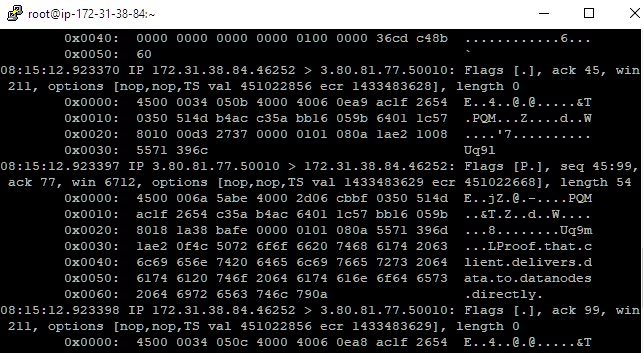 root@ip-172-31-38-84:~
0x0040: 0000 0000 0000 0000 0100 0000 36cd c48b ............6...
0x0050: 60 `
08:15:12.923370 IP 172.31.38.84.46252 > 3.80.81.77.50010: Flags [.], ack 45, win
211, options [nop,nop,TS val 451022856 ecr 1433483628], length 0
0x0000: 4500 0034 050b 4000 4006 0ea9 ac1f 2654 E..4..@.@.....&T
0x0010: 0350 514d b4ac c35a bb16 059b 6401 1c57 .PQM...Z....d..W
0x0020: 8010 00d3 2737 0000 0101 080a 1ae2 1008 ....'7..........
0x0030: 5571 396c Uq9l
08:15:12.923397 IP 3.80.81.77.50010 > 172.31.38.84.46252: Flags [P.], seq 45:99,
ack 77, win 6712, options [nop,nop,TS val 1433483629 ecr 451022668], length 54
0x0000: 4500 006a 5abe 4000 2d06 cbbf 0350 514d E..jZ.@.-....PQM
0x0010: ac1f 2654 c35a b4ac 6401 1c57 bb16 059b ..&T.Z..d..W....
0x0020: 8018 1a38 bafe 0000 0101 080a 5571 396d ...8........Uq9m
0x0030: 1ae2 0f4c 5072 6f6f 6620 7468 6174 2063 ...LProof.that.c
0x0040: 6c69 656e 7420 6465 6c69 7665 7273 2064 lient.delivers.d
0x0050: 6174 6120 746f 2064 6174 616e 6f64 6573 ata.to.datanodes
0x0060: 2064 6972 6563 746c 790a .directly.
08:15:12.923398 IP 172.31.38.84.46252 > 3.80.81.77.50010: Flags [.], ack 99, win
211, options [nop,nop,TS val 451022856 ecr 1433483629], length 0
0x0000: 4500 0034 050c 4000 4006 0ea8 ac1f 2654 E..4..@.@.....&T